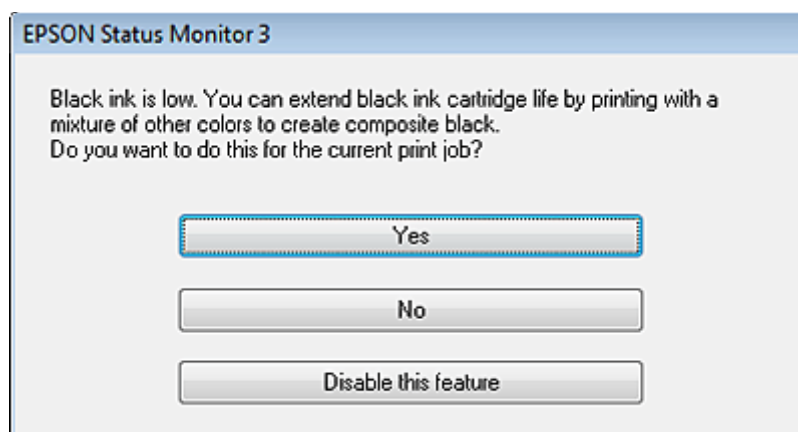 EPSON Status Monitor 3
Black ink is low. You can extend black ink cartridge life by printing with a
mixture of other colors to create composite black.
Do you want to do this for the current print job?
Yes
No
Disable this feature